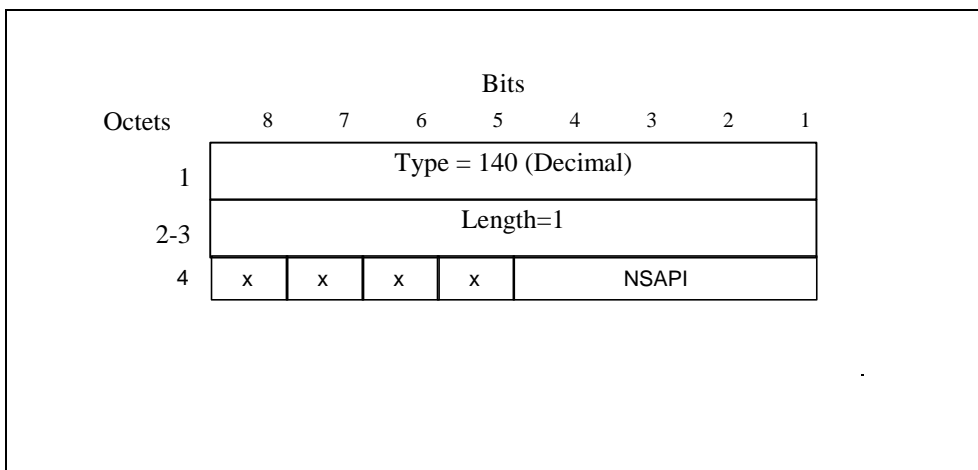 Bits
Octets 8 7 6 5 4 3 2 1
1 Type = 140 (Decimal)
2-3 Length=1
4 x x x x NSAPI